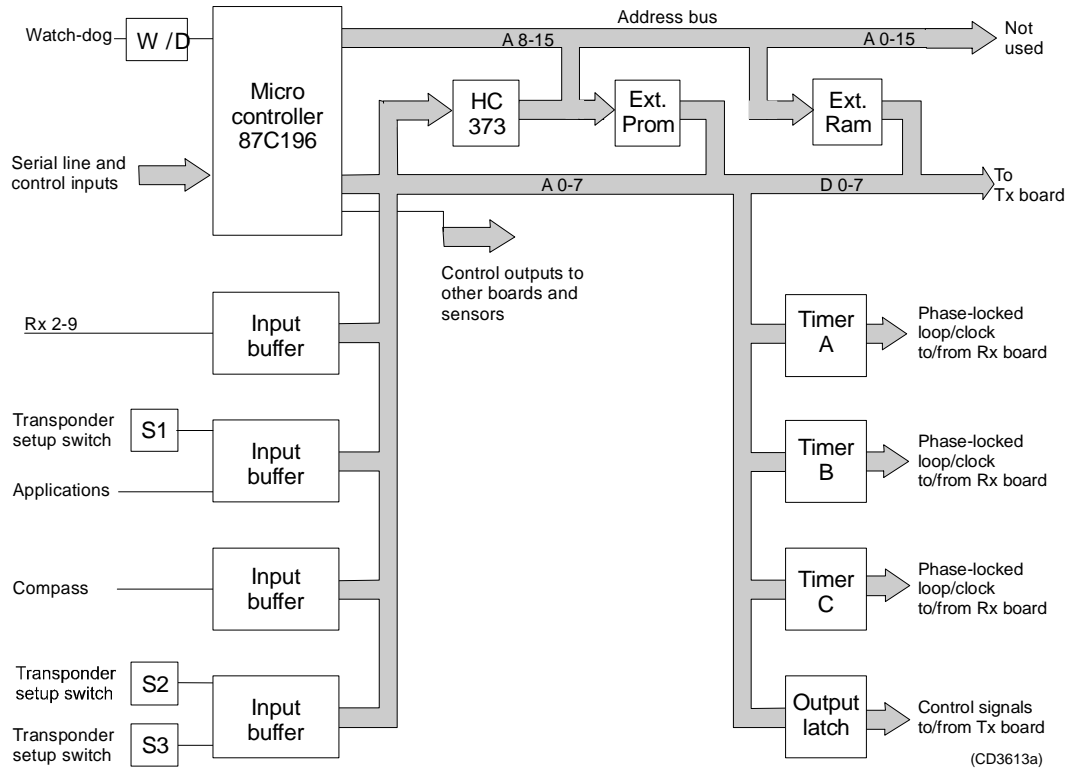 Address bus
Watch-dog
W /D
A 8-15
A 0-15
Not
used
Micro
controller
87C196
HC
373
Ext.
Prom
Ext.
Ram
Serial line and
control inputs
A 0-7
D 0-7
To
Tx board
Control outputs to
other boards and
sensors
Rx 2-9
Input
buffer
Timer
A
Phase-locked
loop/clock
to/from Rx board
Transponder
setup switch
S1
Input
buffer
Applications
Timer
B
Phase-locked
loop/clock
to/from Rx board
Compass
Input
buffer
Timer
C
Phase-locked
loop/clock
to/from Rx board
Transponder
setup switch
S2
Input
buffer
Transponder
setup switch
S3
Output
latch
Control signals
to/from Tx board
(CD3613a)